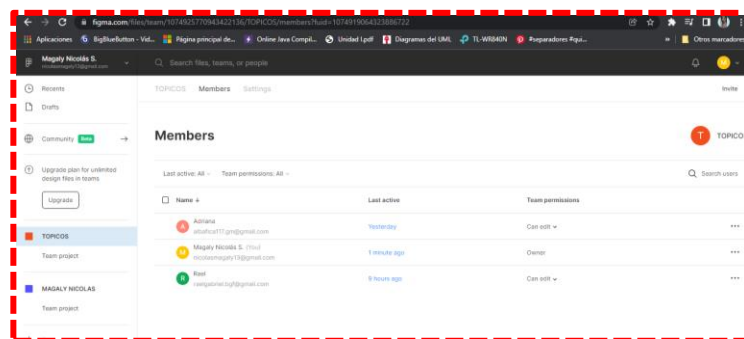 figma.com/files/team/1074925770943422136/TOPICOS/members?fuid=1074919064323886722
Aplicaciones BigBlueButton - Vid... Página principal de... Online Java Compil... Unidad I.pdf Diagramas del UML TL-WR840N #separadores #qui... » Otros marcadores
Magaly Nicolás S.
nicolasmagaly13@gmail.com
Search files, teams, or people
M
Recents
TOPICOS Members Settings
Invite
Drafts
Community Beta
Members
T TOPICO
Upgrade plan for unlimited
design files in teams
Last active: All Team permissions: All
Search users
Upgrade
Name Last active Team permissions
TOPICOS
A Adriana
Yesterday Can edit
Team project
M Magaly Nicolás S. (You)
nicolasmagaly13@gmail.com
1 minute ago Owner
MAGALY NICOLAS
R Rael
9 hours ago Can edit
Team project